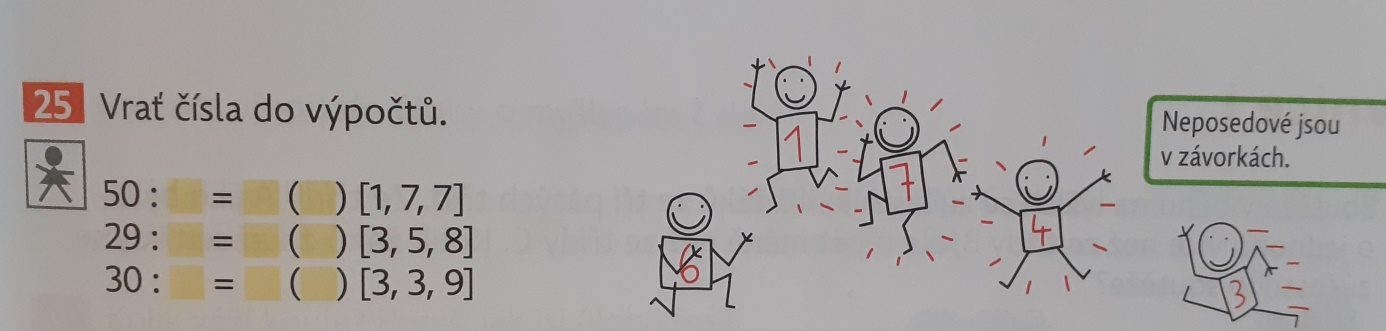 25 Vrať čísla do výpočtů.
50 : = ( ) [1, 7, 7]
29 : = ( ) [3, 5, 8]
30 : = ( ) [3, 3, 9]
1
7
6
4
3
Neposedové jsou
v závorkách.